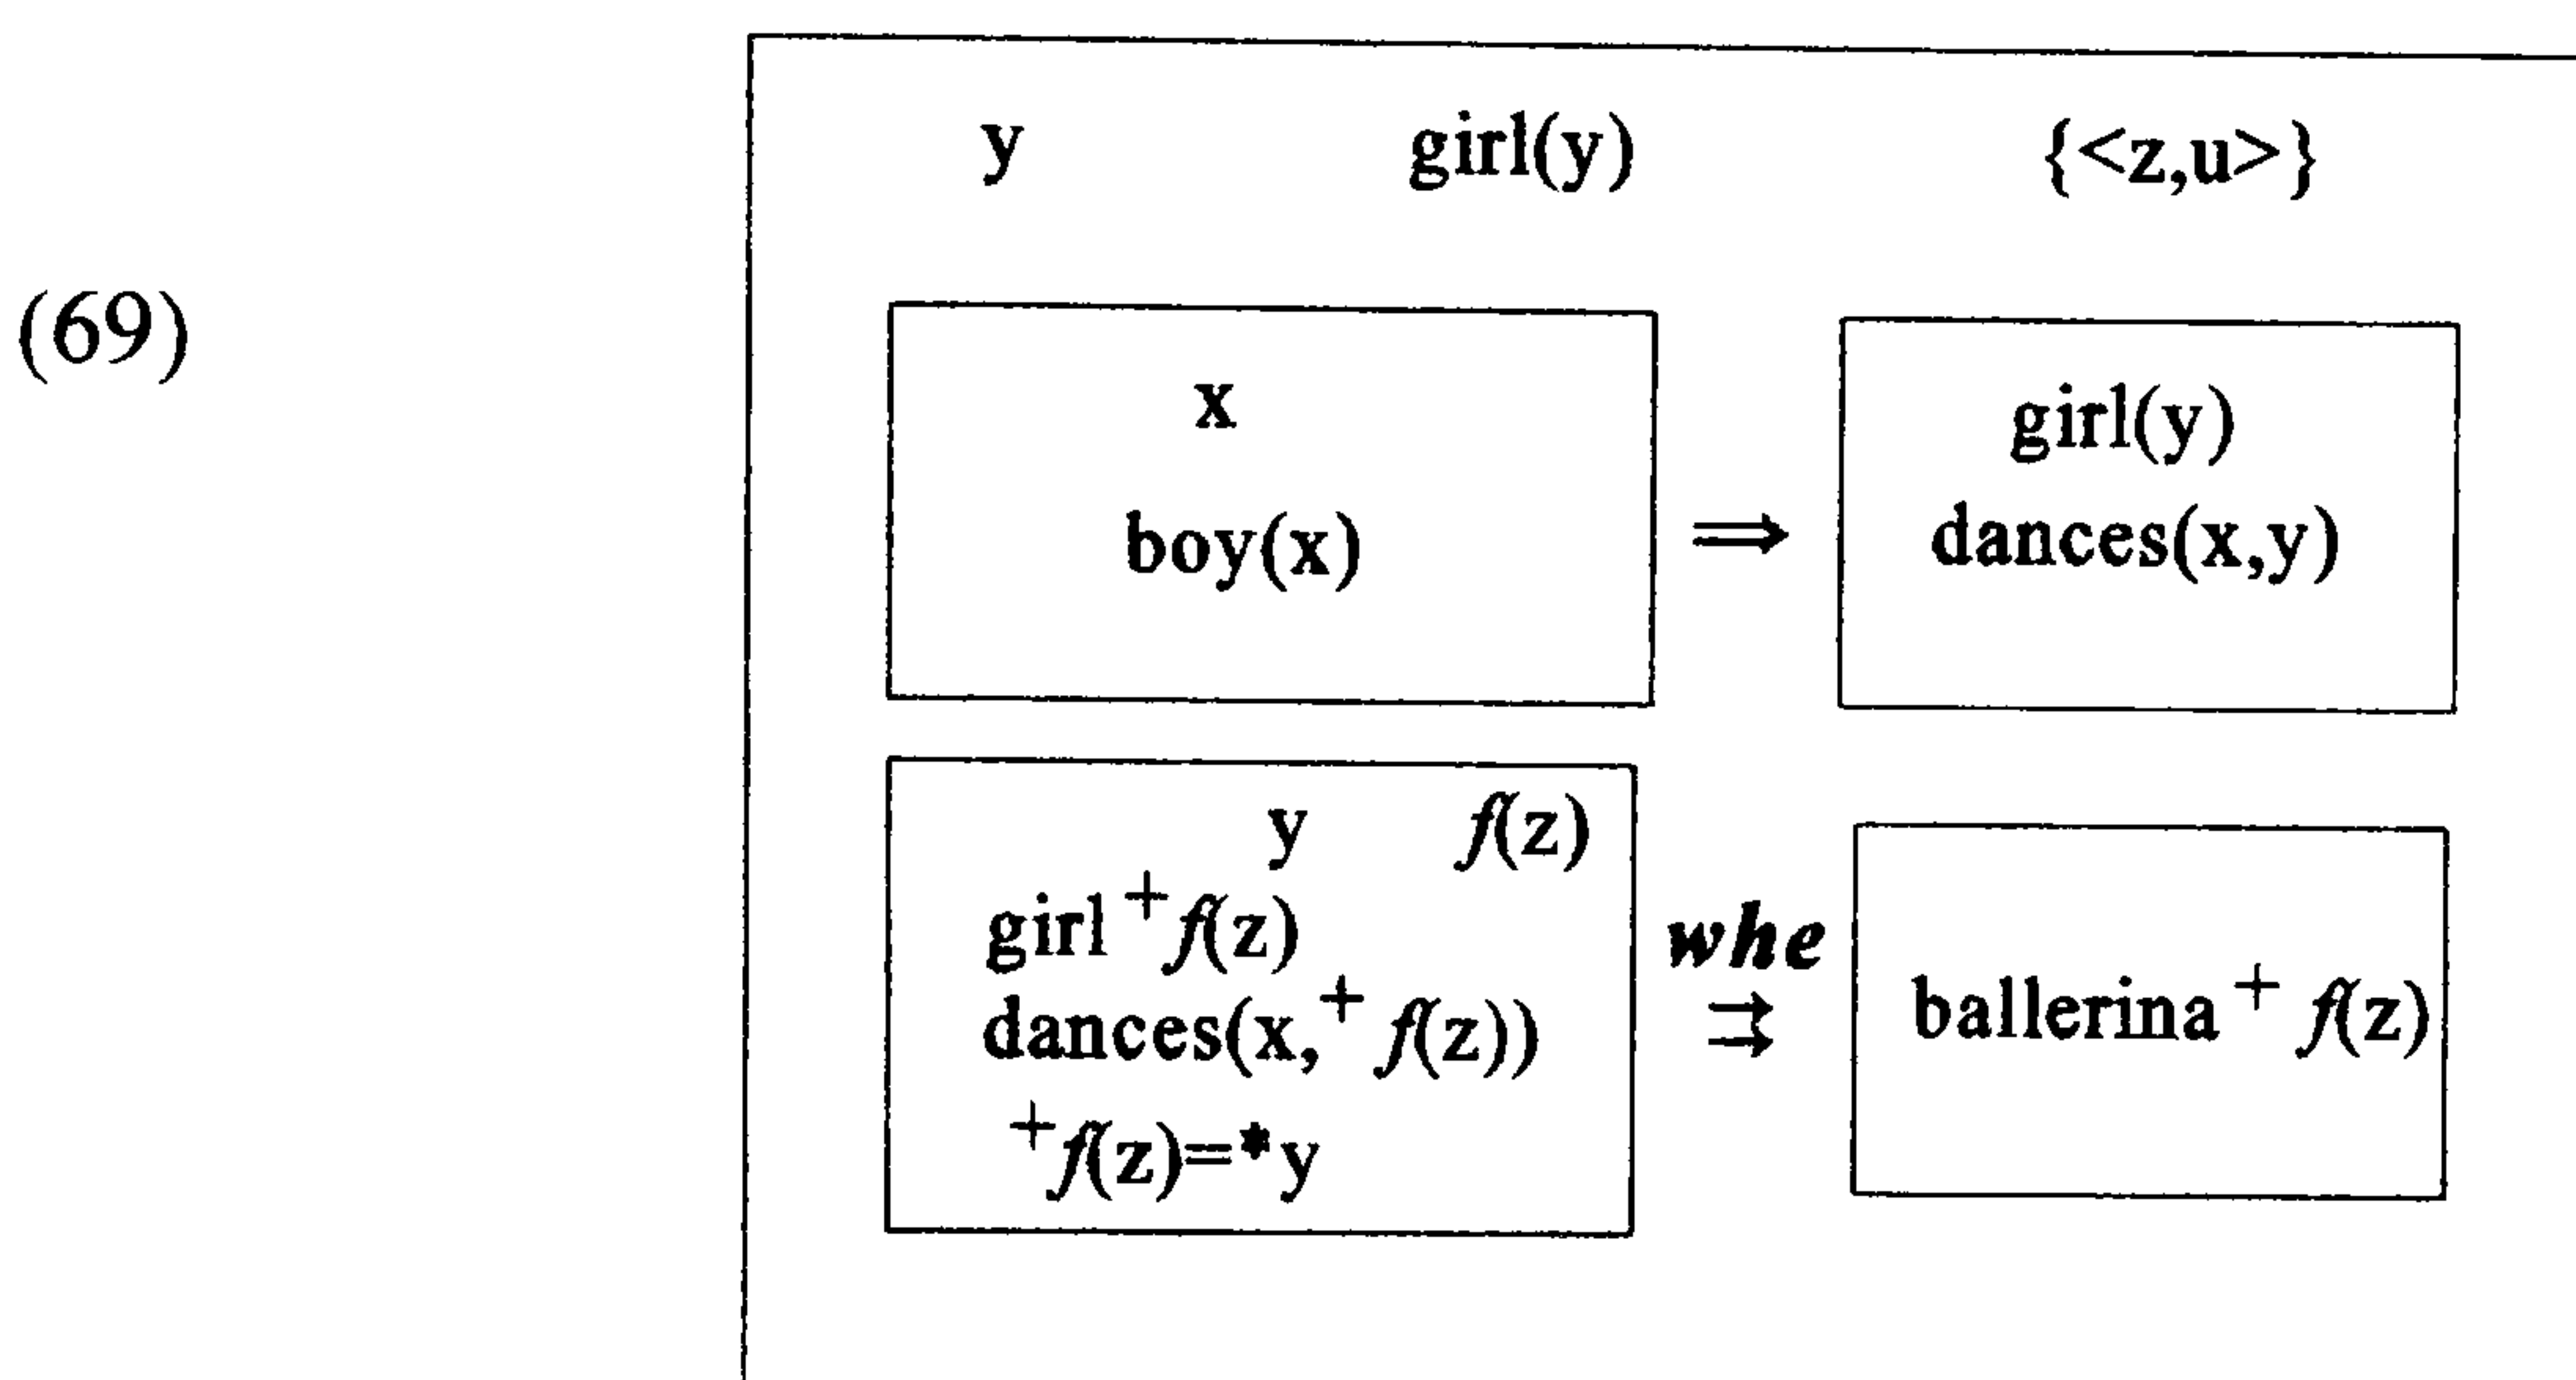 y girl(y) {<z,u>}
(69)
x
girl(y)
boy(x) ⇒ dances(x,y)
y f(z)
girl +f(z)
whe
dances(x,+ f(z)) ⇉ ballerina + f(z)
+f(z)=*y